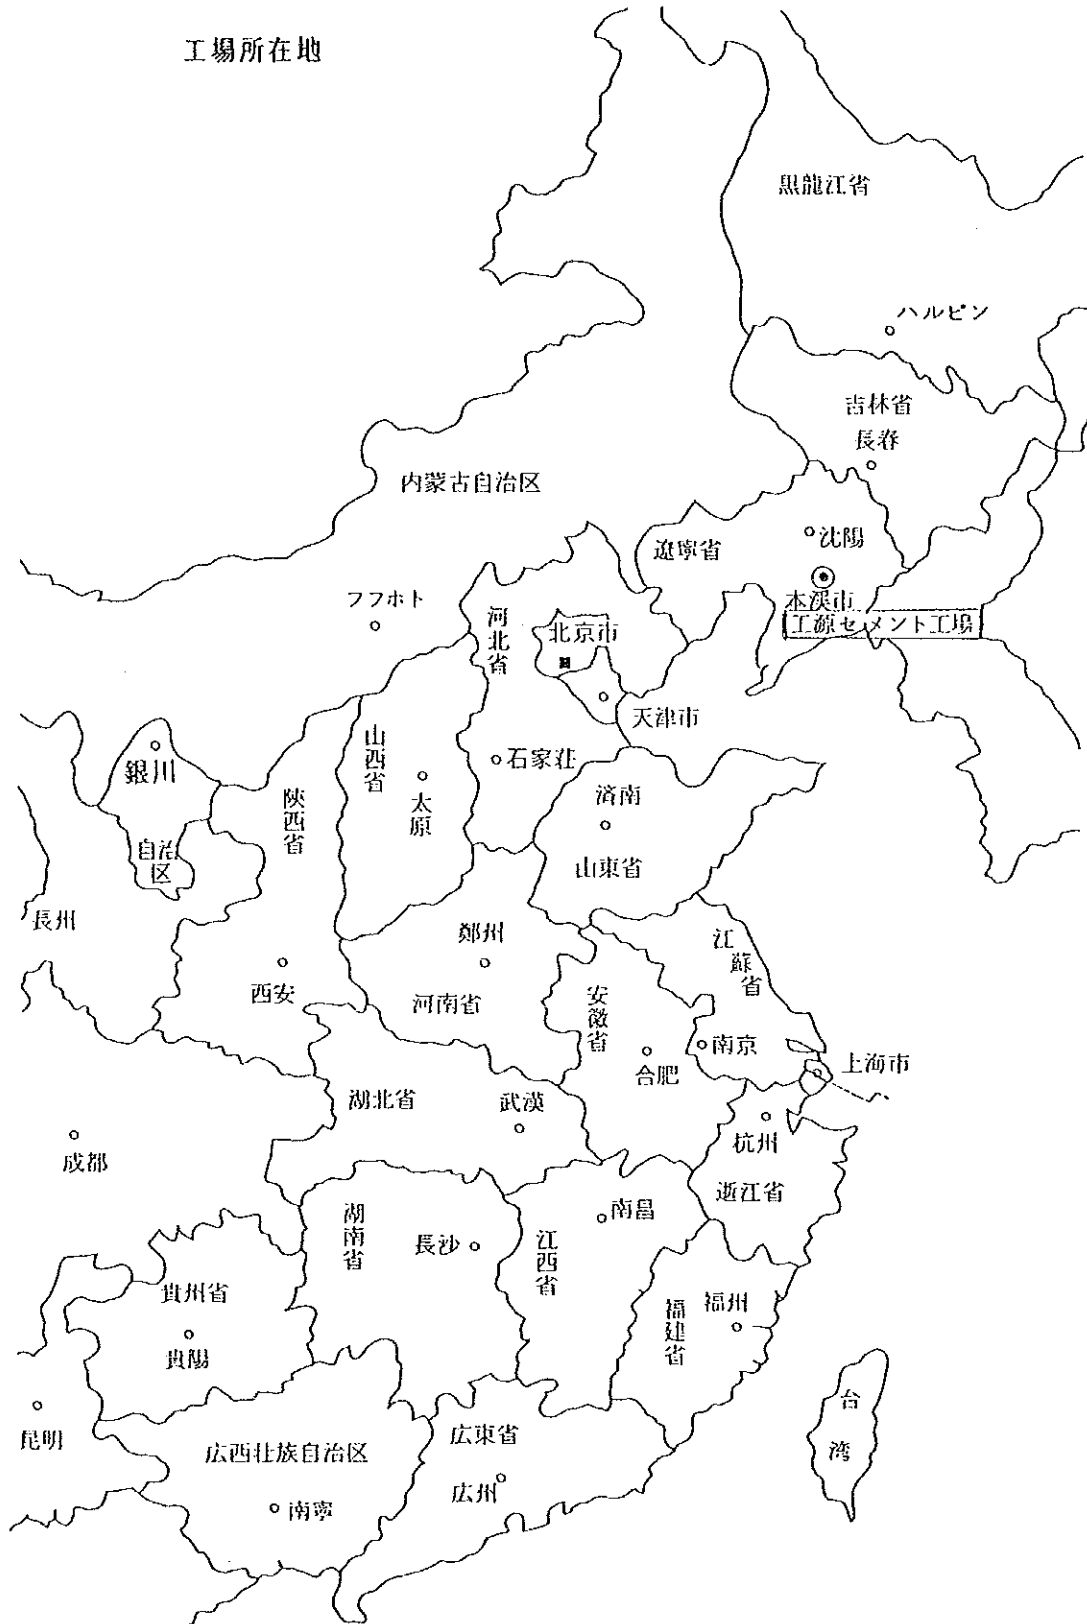 工場所在地
黒龍江省
ハルピン
吉林省
長春
内蒙古自治区
遼寧省
沈陽
本渓市
工源セメント工場
フフホト
河北省
北京市
天津市
山西省
石家荘
銀川
太原
陝西省
済南
自治区
山東省
長州
鄭州
江蘇省
西安
河南省
安徽省
南京
上海市
合肥
湖北省
武漢
杭州
成都
浙江省
湖南省
南昌
長沙
江西省
貴州省
福州
福建省
貴陽
台湾
昆明
広東省
広西壮族自治区
広州
南寧